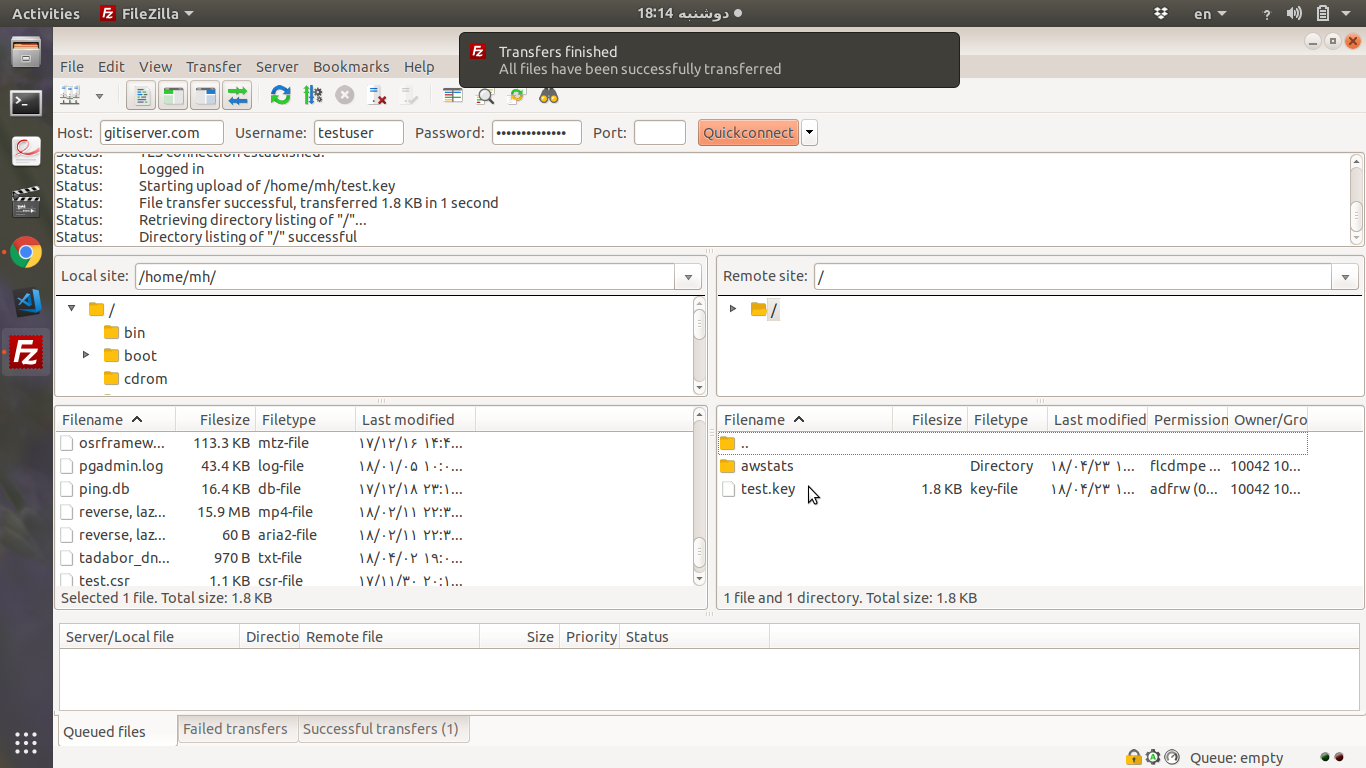 Activities FileZilla دوشنبه 18:14 en ?
Transfers finished
All files have been successfully transferred
File Edit View Transfer Server Bookmarks Help
Host: gitiserver.com Username: testuser Password: •••••••••••••• Port: Quickconnect
Status: TLS connection established.
Status: Logged in
Status: Starting upload of /home/mh/test.key
Status: File transfer successful, transferred 1.8 KB in 1 second
Status: Retrieving directory listing of "/"...
Status: Directory listing of "/" successful
Local site: /home/mh/
/
bin
boot
cdrom
Remote site: /
/
Filename Filesize Filetype Last modified
osrframew... 113.3 KB mtz-file ۱۷/۱۲/۱۶ ۱۴:۴...
pgadmin.log 43.4 KB log-file ۱۸/۰۱/۰۵ ۱۰:۰...
ping.db 16.4 KB db-file ۱۷/۱۲/۱۸ ۲۳:۱...
reverse, laz... 15.9 MB mp4-file ۱۸/۰۲/۱۱ ۲۲:۳...
reverse, laz... 60 B aria2-file ۱۸/۰۲/۱۱ ۲۲:۳...
tadabor_dn... 970 B txt-file ۱۸/۰۴/۰۲ ۱۹:۰...
test.csr 1.1 KB csr-file ۱۷/۱۱/۳۰ ۲۰:۱...
Selected 1 file. Total size: 1.8 KB
Filename Filesize Filetype Last modified Permission Owner/Gro
..
awstats Directory ۱۸/۰۴/۲۳ ۱... flcdmpe ... 10042 10...
test.key 1.8 KB key-file ۱۸/۰۴/۲۳ ۱... adfrw (0... 10042 10...
1 file and 1 directory. Total size: 1.8 KB
Server/Local file Directio Remote file Size Priority Status
Queued files Failed transfers Successful transfers (1)
Queue: empty